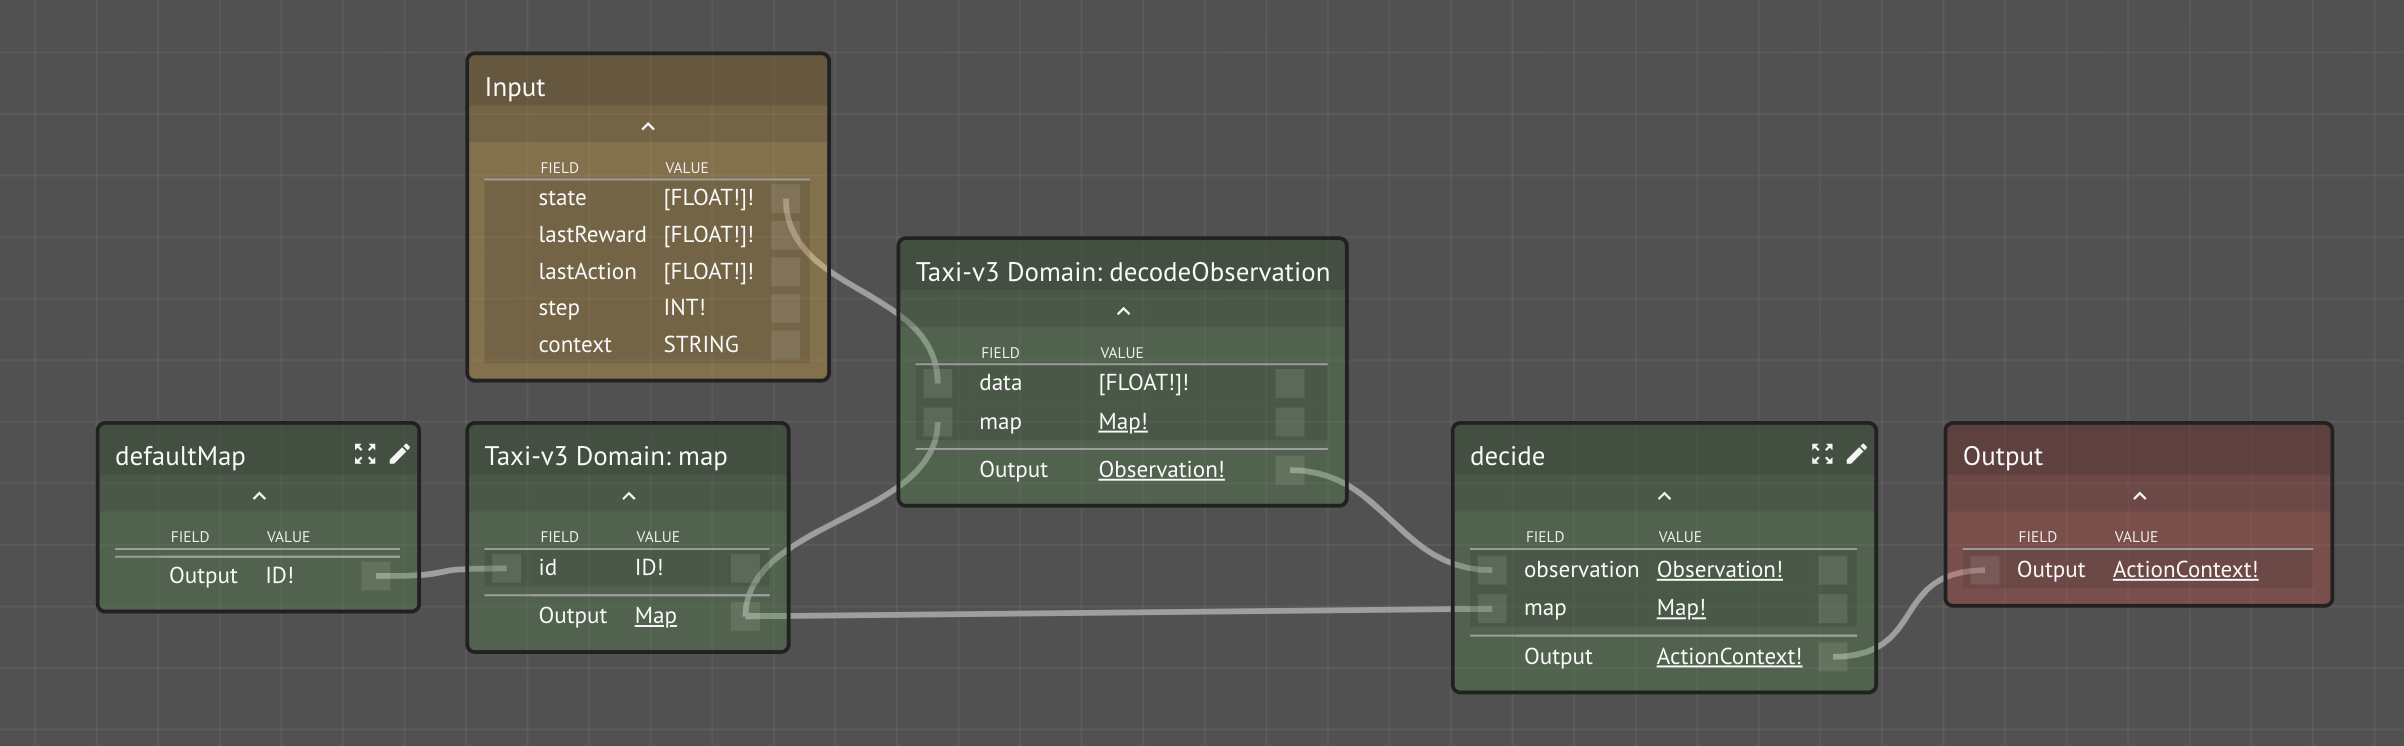 Input
FIELD VALUE
state [FLOAT!]!
lastReward [FLOAT!]!
lastAction [FLOAT!]!
step INT!
context STRING
defaultMap
FIELD VALUE
Output ID!
Taxi-v3 Domain: map
FIELD VALUE
id ID!
Output Map
Taxi-v3 Domain: decodeObservation
FIELD VALUE
data [FLOAT!]!
map Map!
Output Observation!
decide
FIELD VALUE
observation Observation!
map Map!
Output ActionContext!
Output
FIELD VALUE
Output ActionContext!